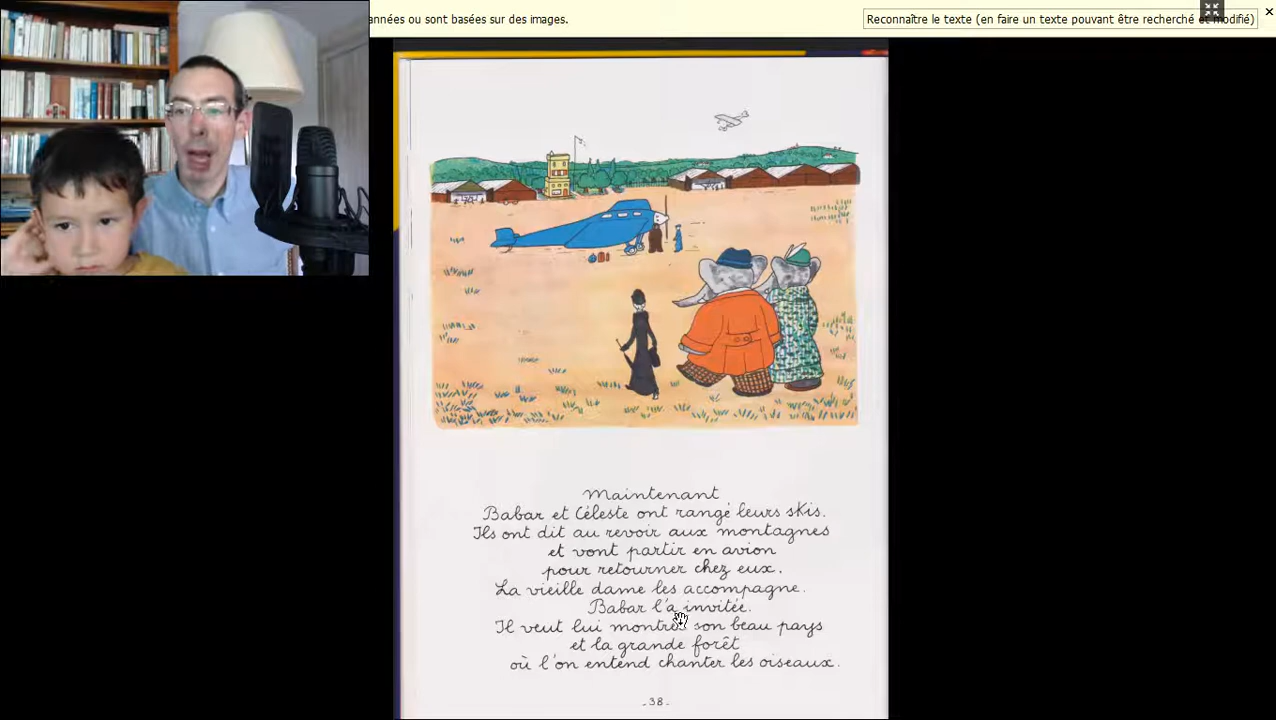 années ou sont basées sur des images.
Reconnaître le texte (en faire un texte pouvant être recherché et modifié)
Maintenant
Babar et Céleste ont rangé leurs skis.
Ils ont dit au revoir aux montagnes
et vont partir en avion
pour retourner chez eux.
La vieille dame les accompagne.
Babar l'a invitée.
Il veut lui montrer son beau pays
et la grande forêt
où l'on entend chanter les oiseaux.
-38-